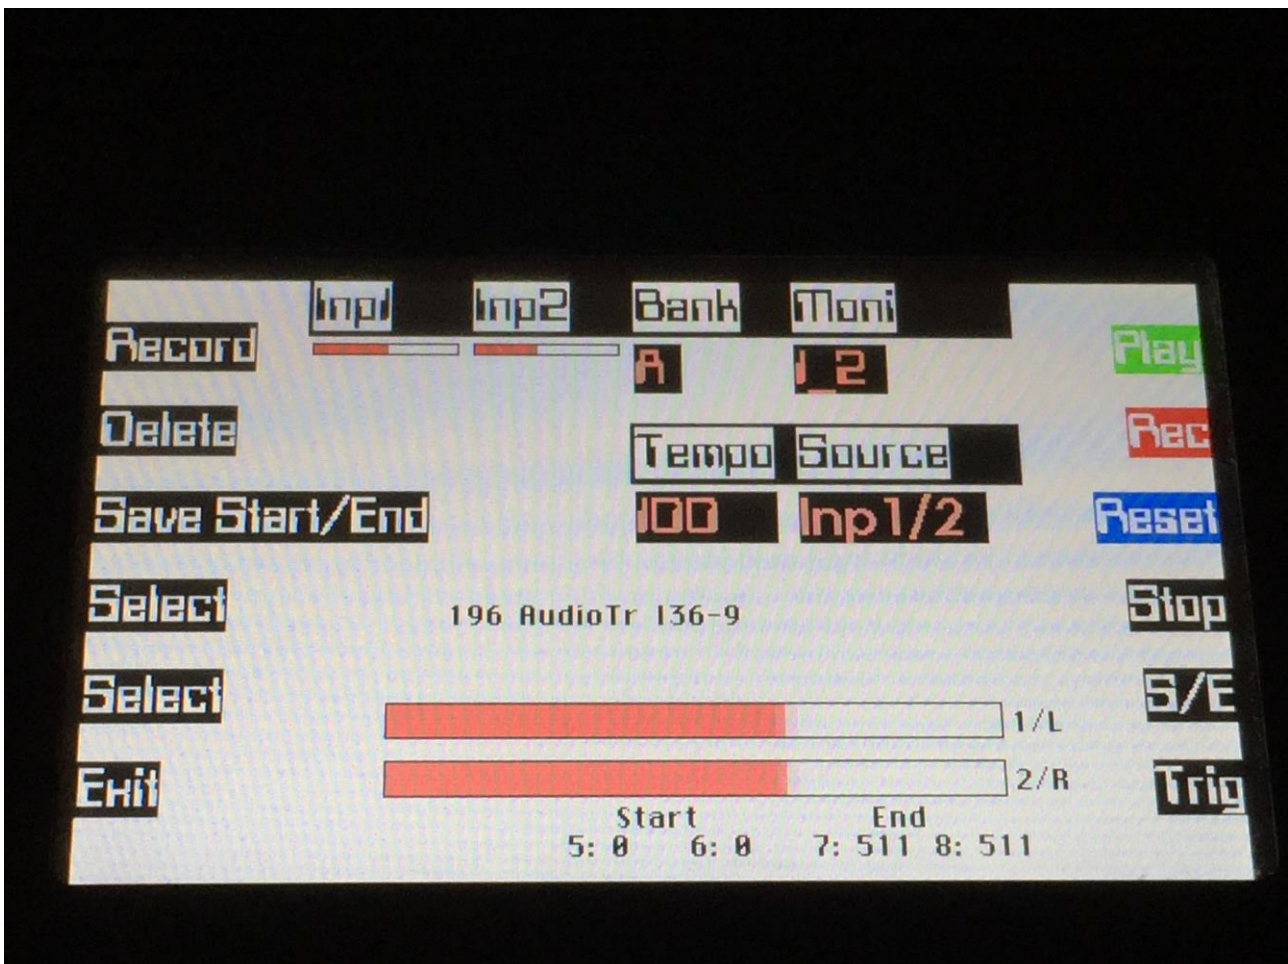 Inp1 Inp2 Bank Moni
Record A 1_2 Play
Delete Rec
Tempo Source
Save Start/End 100 Inp1/2 Reset
Select 196 AudioTr 136-9 Stop
Select S/E
1/L
Exit 2/R Trig
Start End
5: 0 6: 0 7: 511 8: 511